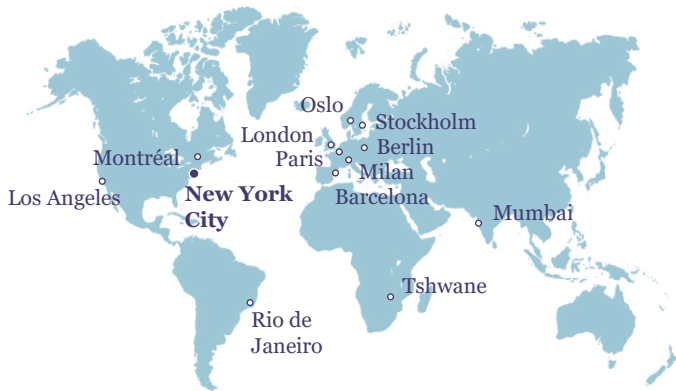 Oslo
Stockholm
London
Berlin
Montréal
Paris
Milan
Los Angeles
New York
City
Barcelona
Mumbai
Tshwane
Rio de
Janeiro